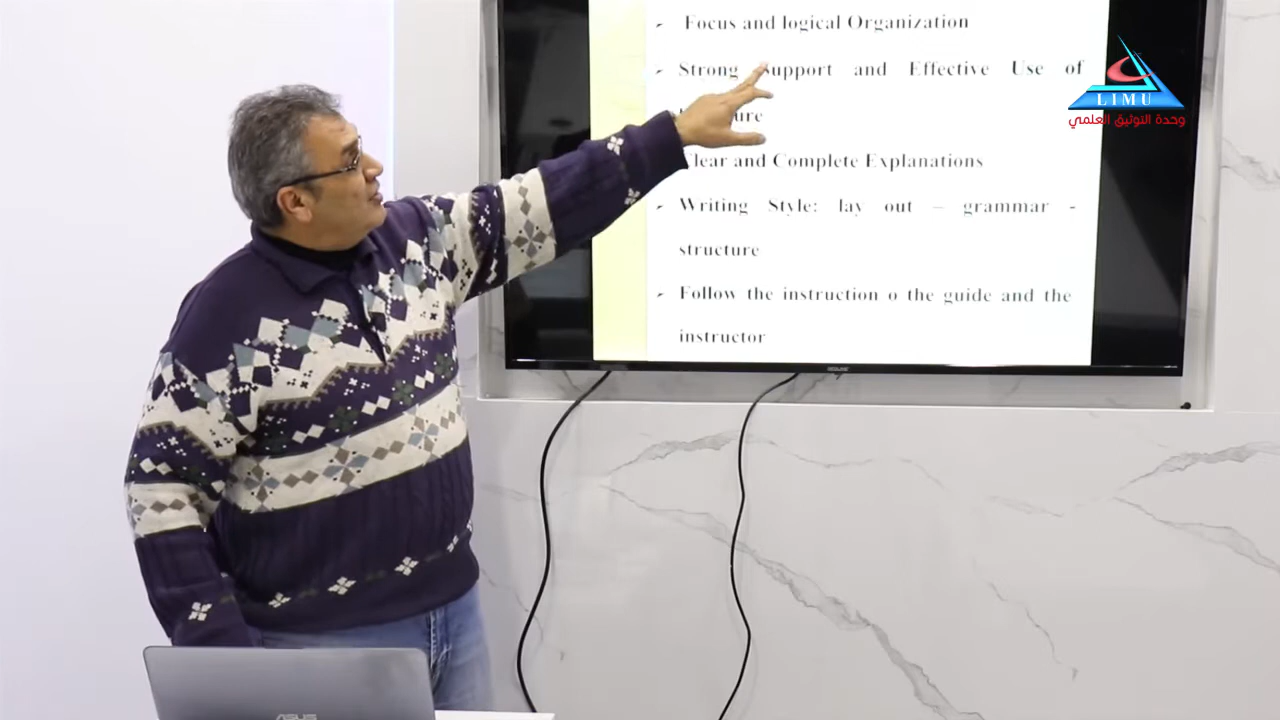 ➢ Focus and logical Organization
➢ Strong Support and Effective Use of
➢ Clear and Complete Explanations
➢ Writing Style: lay out – grammar -
structure
➢ Follow the instruction o the guide and the
instructor
LIMU
وحدة التوثيق العلمي
ASUS